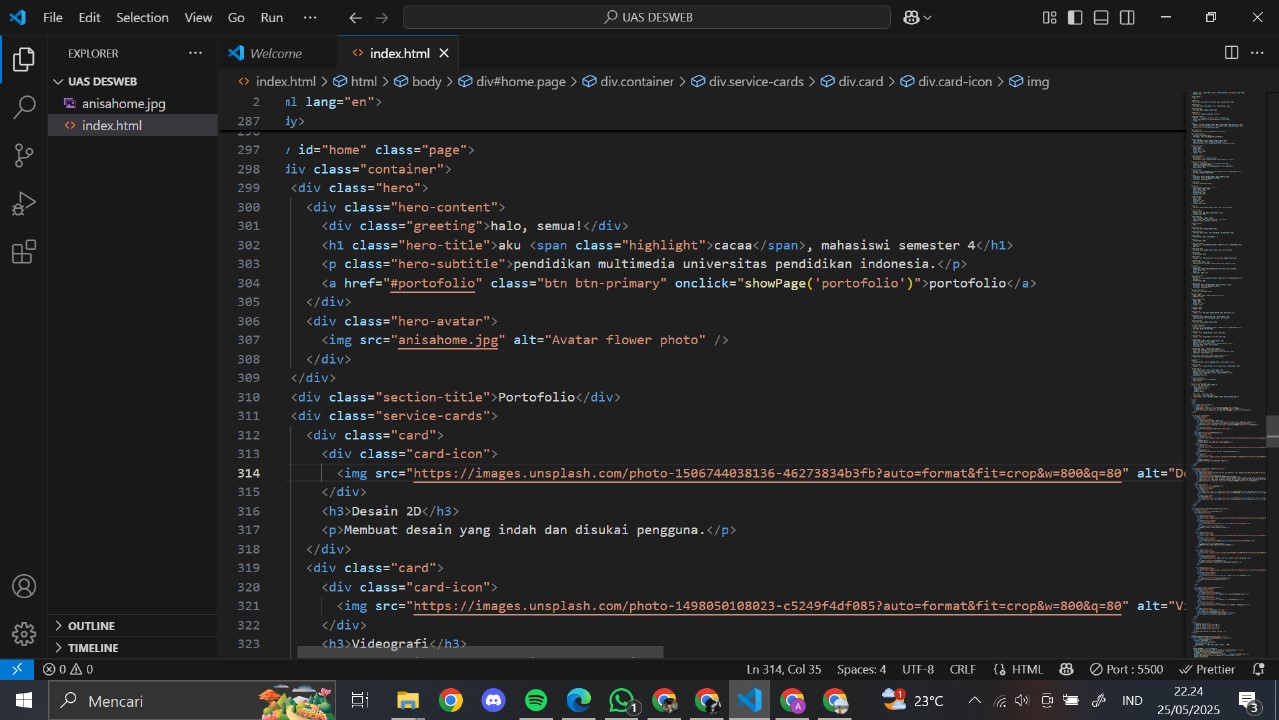 File Edit Selection View Go Run ··· UAS DESWEB
EXPLORER ···
UAS DESWEB
anisahome.jpg
index.html
OUTLINE
TIMELINE
Welcome index.html
index.html > html > body > div#home.page > div.container > div.service-cards > div.card > div.card-icon > img
2 ml lang="en">
287 dy>
297 id="home" class="page">
298 div class="container">
299 <div class="hero">
300 <div class="hero-content">
301 <div class="greeting">Halo, semua!</div>
302 <h1 class="hero-title"> <span class="highlight">cacaa</span>, mahasiswi semester 4</h1>
303 <p class="hero-subtitle">pendidikan multimedia universitas pendidikan indonesia.</p>
304 <a href="#portofolio" class="btn btn-primary" onclick="showPage('portofolio')">portofolio</a>
305 </div>
306 <div class="hero-avatar">
307 <img src="anisahome.jpg" alt="Avatar flower photo" />
308 </div>
309 </div>
310 <div class="section-title">Portofolio</div>
311 <div class="service-cards">
312 <div class="card">
313 <div class="card-icon">
314 <img src="https://images.unsplash.com/photo-1506744038136-46273834b3fb?auto=format&fit=crop&w=800&q=80" alt="De
315 </div>
316 <h3>Desain 2D</h3>
317 <p>Membuat desain yang indah dan disukai pengguna.</p>
318 </div>
319 <div class="card">
320 <div class="card-icon">
321 <img src="https://images.unsplash.com/photo-1498050108023-c5249f4df085?auto=format&fit=crop&w=800&q=80" alt="Vi
322 </div>
323 <h3>Videografi</h3>
0 0 Ln 314, Col 35 Spaces: 4 UTF-8 CRLF HTML Port : 5500 Prettier
Mencari 1 1 23°C IND 22.24
25/05/2025 3